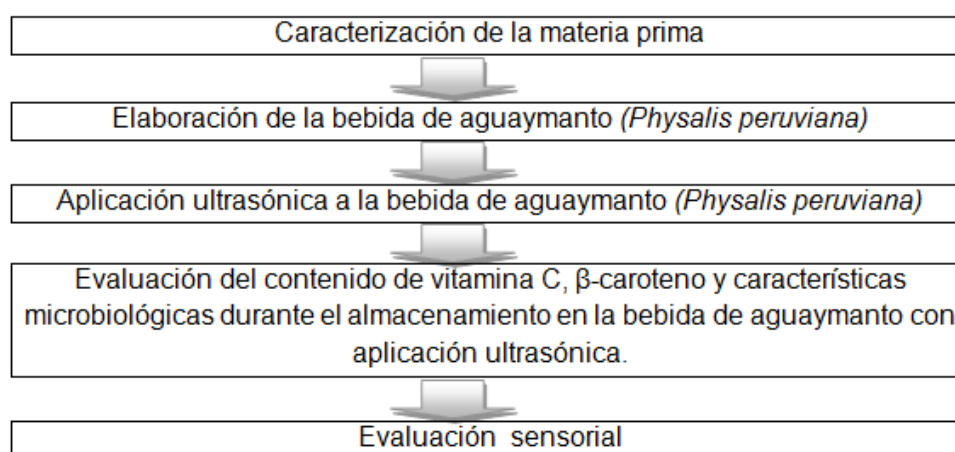 Caracterización de la materia prima
Elaboración de la bebida de aguaymanto (Physalis peruviana)
Aplicación ultrasónica a la bebida de aguaymanto (Physalis peruviana)
Evaluación del contenido de vitamina C, β-caroteno y características
microbiológicas durante el almacenamiento en la bebida de aguaymanto con
aplicación ultrasónica.
Evaluación sensorial